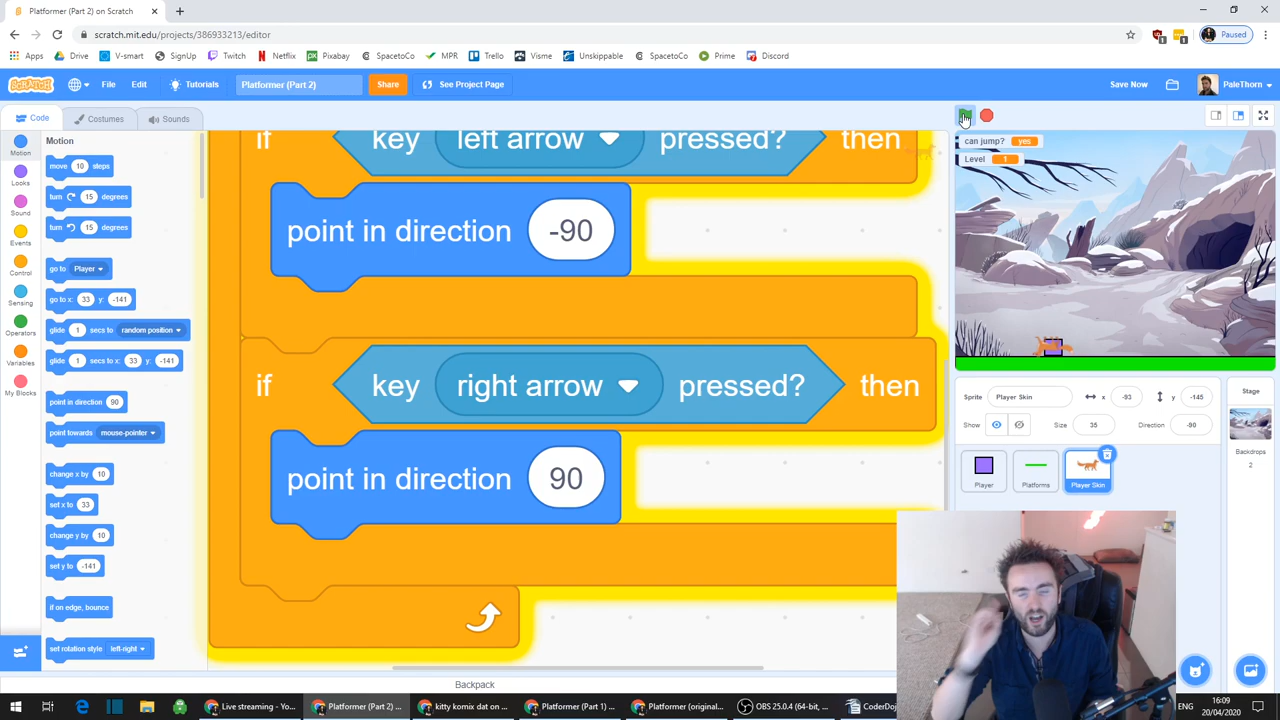 Platformer (Part 2) on Scratch
scratch.mit.edu/projects/386933213/editor
Paused
Apps Drive V-smart SignUp Twitch Netflix Pixabay SpacetoCo MPR Trello Visme Unskippable SpacetoCo Prime Discord
SCRATCH File Edit Tutorials Platformer (Part 2) Share See Project Page Save Now PaleThorn
Code Costumes Sounds
Motion
Looks
Sound
Events
Control
Sensing
Operators
Variables
My Blocks
Motion
move 10 steps
turn 15 degrees
turn 15 degrees
go to Player
go to x: 33 y: -141
glide 1 secs to random position
glide 1 secs to x: 33 y: -141
point in direction 90
point towards mouse-pointer
change x by 10
set x to 33
change y by 10
set y to -141
if on edge, bounce
set rotation style left-right
if key left arrow pressed? then
point in direction -90
if key right arrow pressed? then
point in direction 90
can jump? yes
Level 1
Sprite Player Skin x -93 y -145
Show Size 35 Direction -90
Player Platforms Player Skin
Stage
Backdrops
2
Backpack
Live streaming - Yo... Platformer (Part 2) ... kitty komix dat on ... Platformer (Part 1) ... Platformer (origina... OBS 25.0.4 (64-bit, ... CoderDoj ENG 16:09
20/04/2020